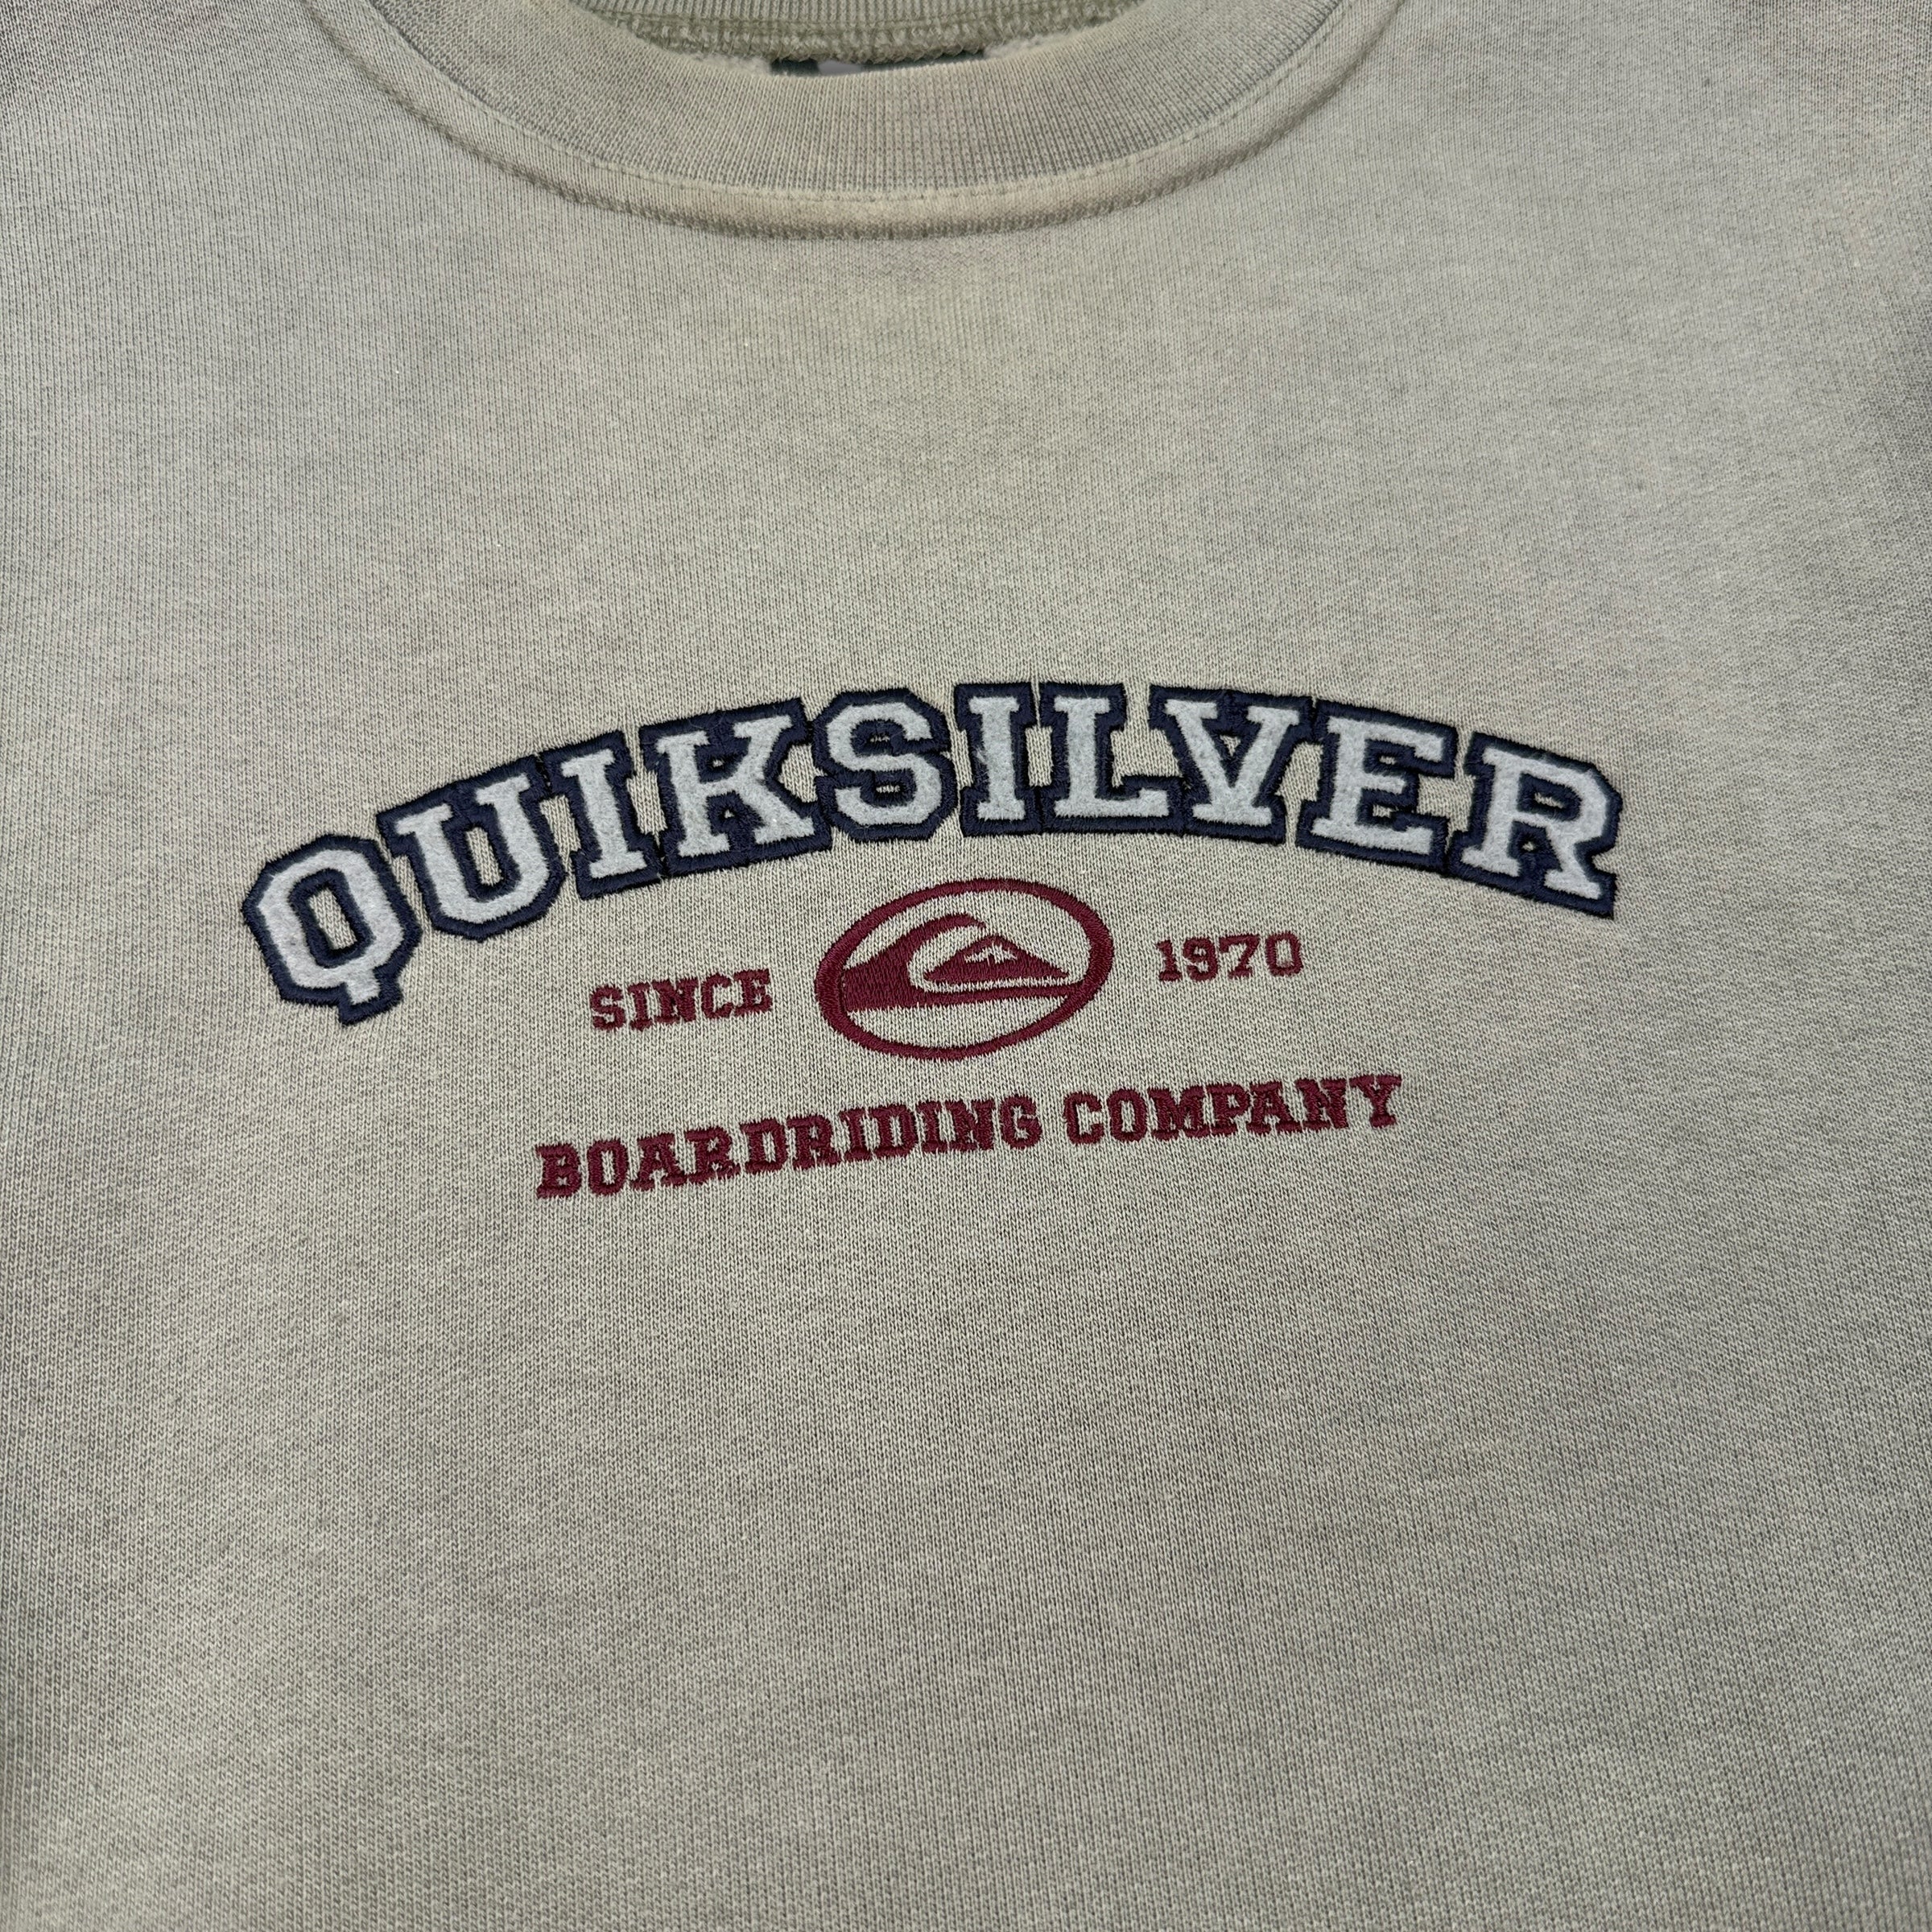 QUIKSILVER
SINCE 1970
BOARDRIDING COMPANY